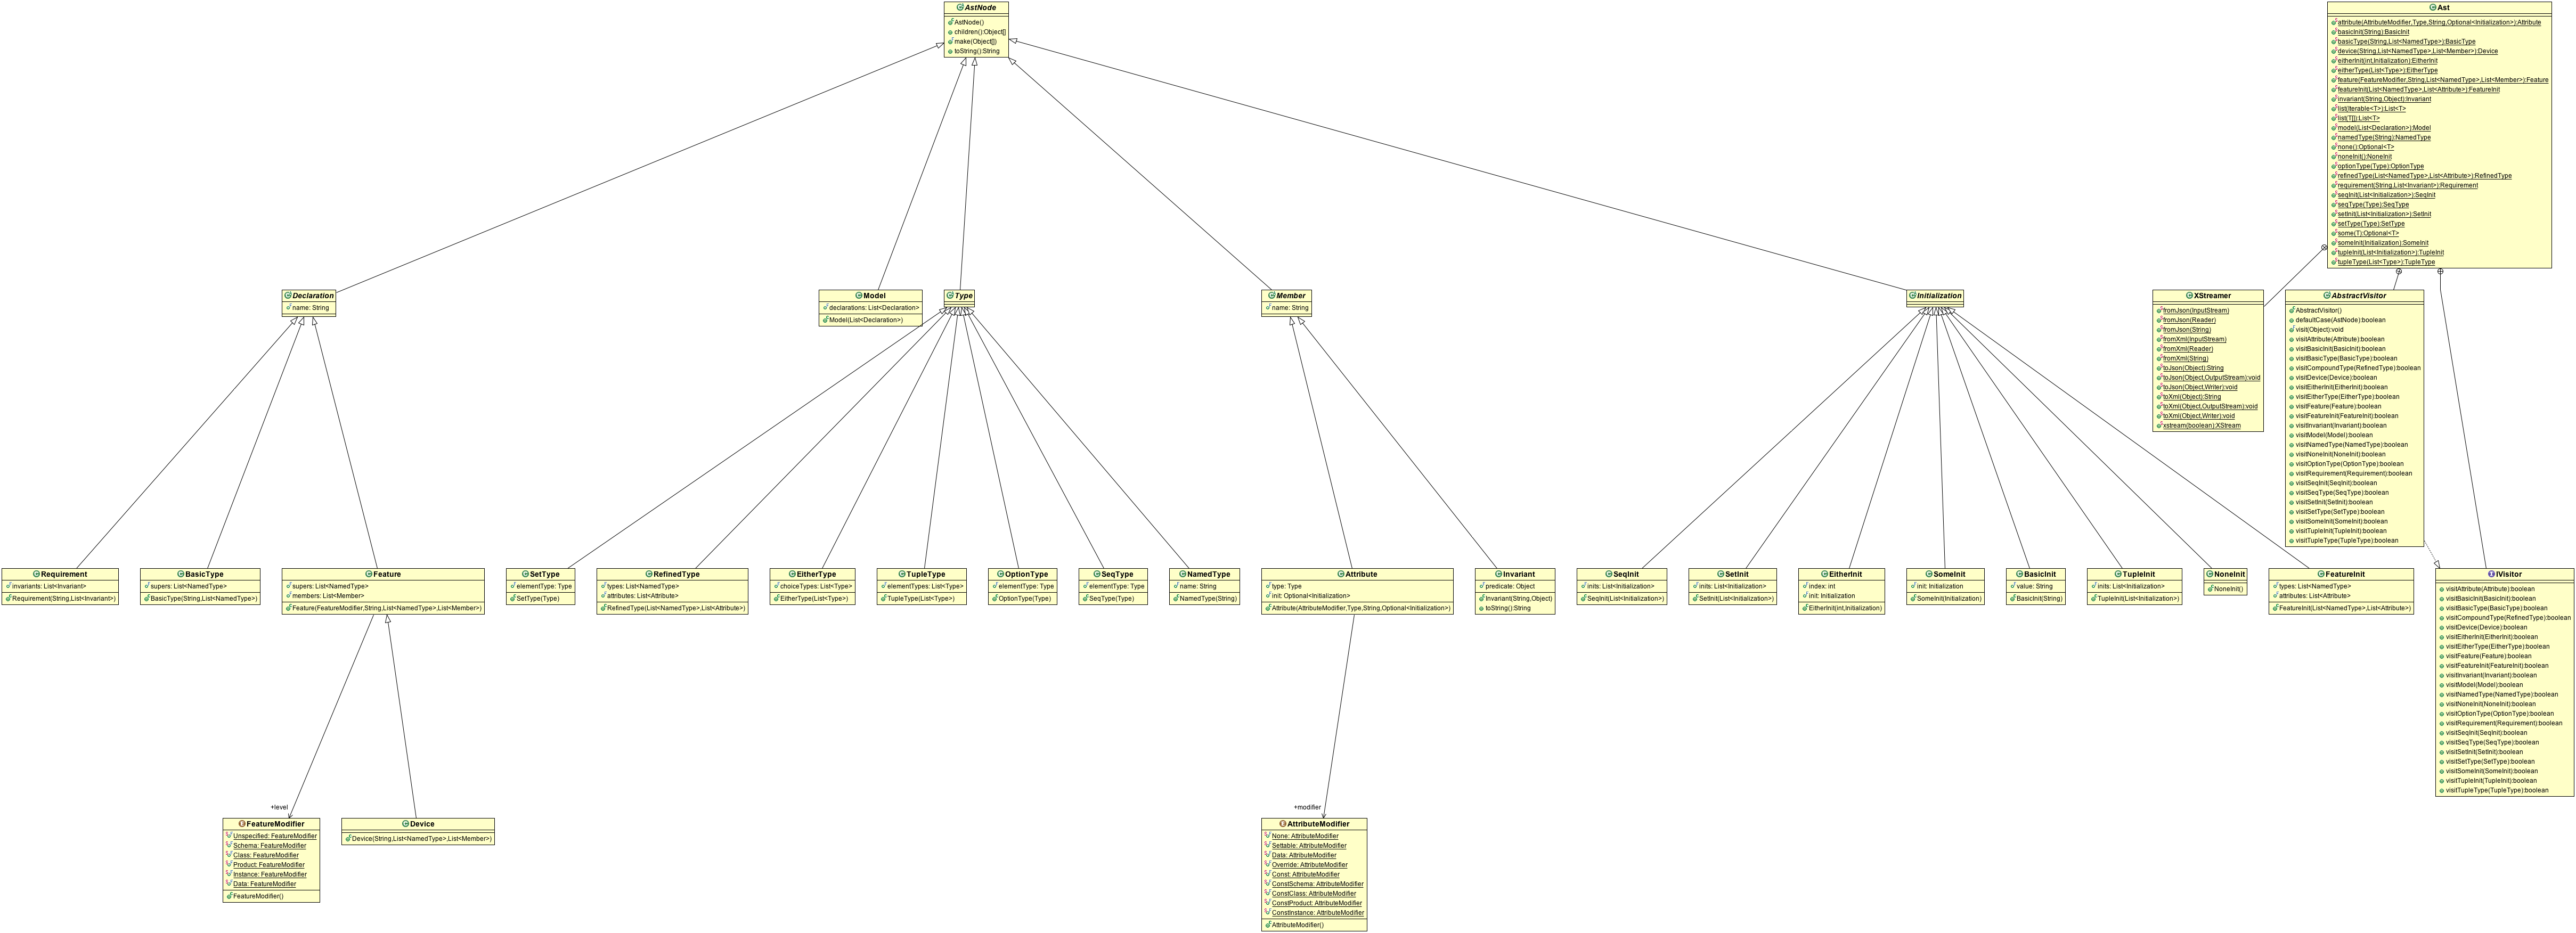 AstNode
AstNode()
children():Object[]
make(Object[])
toString():String
Ast
attribute(AttributeModifier,Type,String,Optional<Initialization>):Attribute
basicInit(String):BasicInit
basicType(String,List<NamedType>):BasicType
device(String,List<NamedType>,List<Member>):Device
eitherInit(int,Initialization):EitherInit
eitherType(List<Type>):EitherType
feature(FeatureModifier,String,List<NamedType>,List<Member>):Feature
featureInit(List<NamedType>,List<Attribute>):FeatureInit
invariant(String,Object):Invariant
list(Iterable<T>):List<T>
list(T[]):List<T>
model(List<Declaration>):Model
namedType(String):NamedType
none():Optional<T>
noneInit():NoneInit
optionType(Type):OptionType
refinedType(List<NamedType>,List<Attribute>):RefinedType
requirement(String,List<Invariant>):Requirement
seqInit(List<Initialization>):SeqInit
seqType(Type):SeqType
setInit(List<Initialization>):SetInit
setType(Type):SetType
some(T):Optional<T>
someInit(Initialization):SomeInit
tupleInit(List<Initialization>):TupleInit
tupleType(List<Type>):TupleType
Declaration
name: String
Model
declarations: List<Declaration>
Model(List<Declaration>)
Type
Member
name: String
Initialization
XStreamer
fromJson(InputStream)
fromJson(Reader)
fromJson(String)
fromXml(InputStream)
fromXml(Reader)
fromXml(String)
toJson(Object):String
toJson(Object,OutputStream):void
toJson(Object,Writer):void
toXml(Object):String
toXml(Object,OutputStream):void
toXml(Object,Writer):void
xstream(boolean):XStream
AbstractVisitor
AbstractVisitor()
defaultCase(AstNode):boolean
visit(Object):void
visitAttribute(Attribute):boolean
visitBasicInit(BasicInit):boolean
visitBasicType(BasicType):boolean
visitCompoundType(RefinedType):boolean
visitDevice(Device):boolean
visitEitherInit(EitherInit):boolean
visitEitherType(EitherType):boolean
visitFeature(Feature):boolean
visitFeatureInit(FeatureInit):boolean
visitInvariant(Invariant):boolean
visitModel(Model):boolean
visitNamedType(NamedType):boolean
visitNoneInit(NoneInit):boolean
visitOptionType(OptionType):boolean
visitRequirement(Requirement):boolean
visitSeqInit(SeqInit):boolean
visitSeqType(SeqType):boolean
visitSetInit(SetInit):boolean
visitSetType(SetType):boolean
visitSomeInit(SomeInit):boolean
visitTupleInit(TupleInit):boolean
visitTupleType(TupleType):boolean
Requirement
invariants: List<Invariant>
Requirement(String,List<Invariant>)
BasicType
supers: List<NamedType>
BasicType(String,List<NamedType>)
Feature
supers: List<NamedType>
members: List<Member>
Feature(FeatureModifier,String,List<NamedType>,List<Member>)
SetType
elementType: Type
SetType(Type)
RefinedType
types: List<NamedType>
attributes: List<Attribute>
RefinedType(List<NamedType>,List<Attribute>)
EitherType
choiceTypes: List<Type>
EitherType(List<Type>)
TupleType
elementTypes: List<Type>
TupleType(List<Type>)
OptionType
elementType: Type
OptionType(Type)
SeqType
elementType: Type
SeqType(Type)
NamedType
name: String
NamedType(String)
Attribute
type: Type
init: Optional<Initialization>
Attribute(AttributeModifier,Type,String,Optional<Initialization>)
Invariant
predicate: Object
Invariant(String,Object)
toString():String
SeqInit
inits: List<Initialization>
SeqInit(List<Initialization>)
SetInit
inits: List<Initialization>
SetInit(List<Initialization>)
EitherInit
index: int
init: Initialization
EitherInit(int,Initialization)
SomeInit
init: Initialization
SomeInit(Initialization)
BasicInit
value: String
BasicInit(String)
TupleInit
inits: List<Initialization>
TupleInit(List<Initialization>)
NoneInit
NoneInit()
FeatureInit
types: List<NamedType>
attributes: List<Attribute>
FeatureInit(List<NamedType>,List<Attribute>)
IVisitor
visitAttribute(Attribute):boolean
visitBasicInit(BasicInit):boolean
visitBasicType(BasicType):boolean
visitCompoundType(RefinedType):boolean
visitDevice(Device):boolean
visitEitherInit(EitherInit):boolean
visitEitherType(EitherType):boolean
visitFeature(Feature):boolean
visitFeatureInit(FeatureInit):boolean
visitInvariant(Invariant):boolean
visitModel(Model):boolean
visitNamedType(NamedType):boolean
visitNoneInit(NoneInit):boolean
visitOptionType(OptionType):boolean
visitRequirement(Requirement):boolean
visitSeqInit(SeqInit):boolean
visitSeqType(SeqType):boolean
visitSetInit(SetInit):boolean
visitSetType(SetType):boolean
visitSomeInit(SomeInit):boolean
visitTupleInit(TupleInit):boolean
visitTupleType(TupleType):boolean
+level
FeatureModifier
Unspecified: FeatureModifier
Schema: FeatureModifier
Class: FeatureModifier
Product: FeatureModifier
Instance: FeatureModifier
Data: FeatureModifier
FeatureModifier()
Device
Device(String,List<NamedType>,List<Member>)
+modifier
AttributeModifier
None: AttributeModifier
Settable: AttributeModifier
Data: AttributeModifier
Override: AttributeModifier
Const: AttributeModifier
ConstSchema: AttributeModifier
ConstClass: AttributeModifier
ConstProduct: AttributeModifier
ConstInstance: AttributeModifier
AttributeModifier()